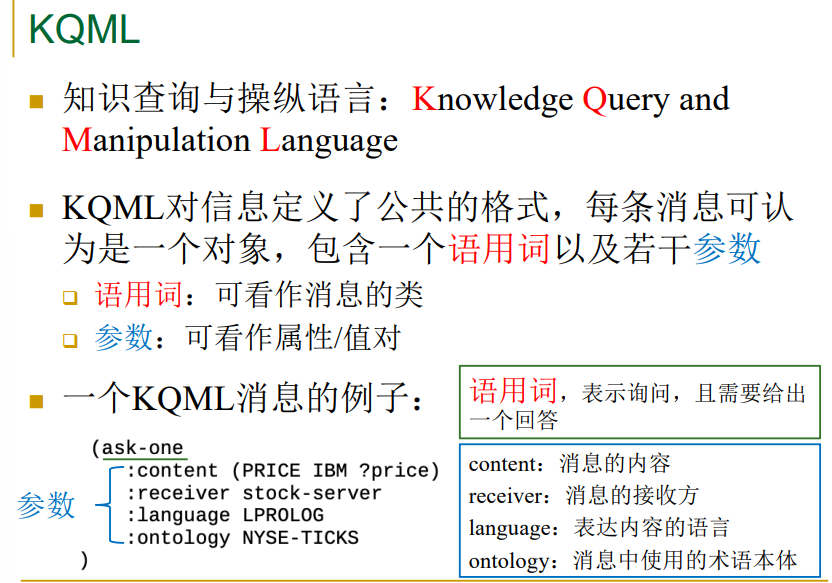 KQML
知识查询与操纵语言：Knowledge Query and
Manipulation Language
KQML对信息定义了公共的格式，每条消息可认
为是一个对象，包含一个语用词以及若干参数
语用词：可看作消息的类
参数：可看作属性/值对
一个KQML消息的例子：
语用词，表示询问，且需要给出
一个回答
(ask-one
:content (PRICE IBM ?price)
:receiver stock-server
:language LPROLOG
:ontology NYSE-TICKS
)
参数
content：消息的内容
receiver：消息的接收方
language：表达内容的语言
ontology：消息中使用的术语本体